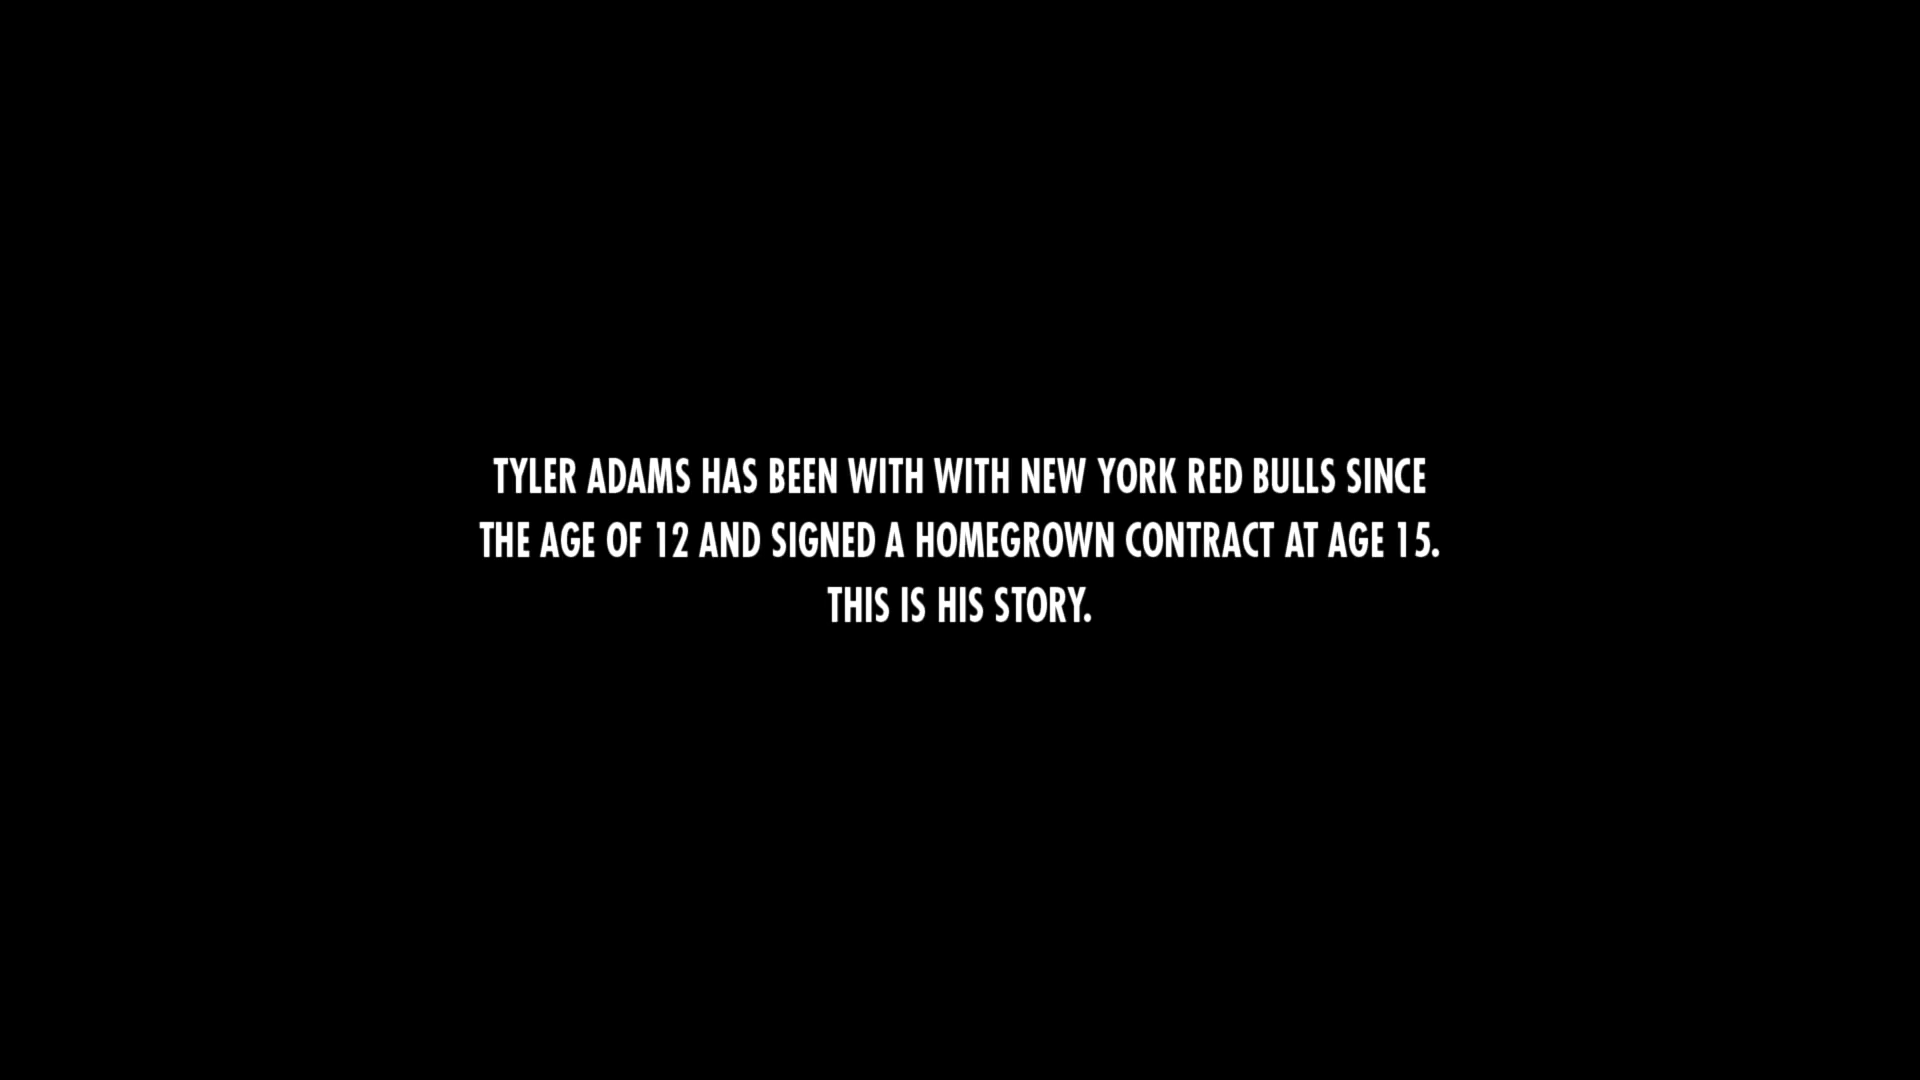 TYLER ADAMS HAS BEEN WITH WITH NEW YORK RED BULLS SINCE
THE AGE OF 12 AND SIGNED A HOMEGROWN CONTRACT AT AGE 15.
THIS IS HIS STORY.